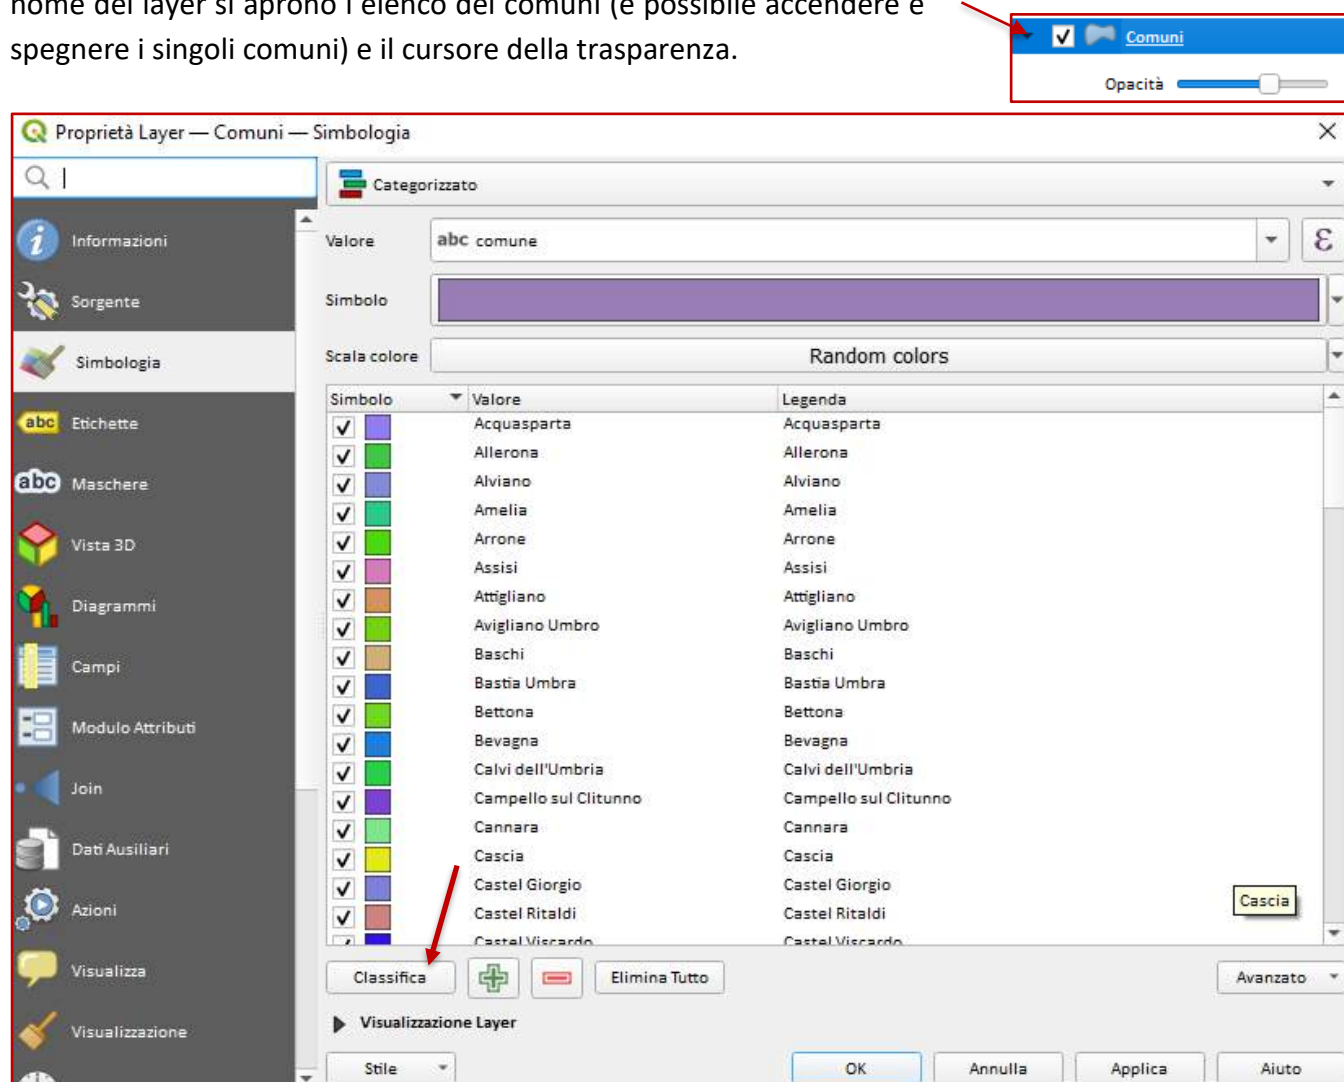 nome del layer si aprono l'elenco dei comuni (è possibile accendere e
spegnere i singoli comuni) e il cursore della trasparenza.
Comuni
Opacità
Proprietà Layer — Comuni — Simbologia
Categorizzato
Informazioni
Valore abc comune ε
Sorgente
Simbolo
Simbologia
Scala colore Random colors
Simbolo Valore Legenda
abc Etichette
abc Maschere
Vista 3D
Diagrammi
Campi
Modulo Attributi
Join
Dati Ausiliari
Azioni
Visualizza
Visualizzazione
Acquasparta Acquasparta
Allerona Allerona
Alviano Alviano
Amelia Amelia
Arrone Arrone
Assisi Assisi
Attigliano Attigliano
Avigliano Umbro Avigliano Umbro
Baschi Baschi
Bastia Umbra Bastia Umbra
Bettona Bettona
Bevagna Bevagna
Calvi dell'Umbria Calvi dell'Umbria
Campello sul Clitunno Campello sul Clitunno
Cannara Cannara
Cascia Cascia
Castel Giorgio Castel Giorgio
Cascia
Castel Ritaldi Castel Ritaldi
Castel Viscardo Castel Viscardo
Classifica Elimina Tutto Avanzato
Visualizzazione Layer
Stile OK Annulla Applica Aiuto